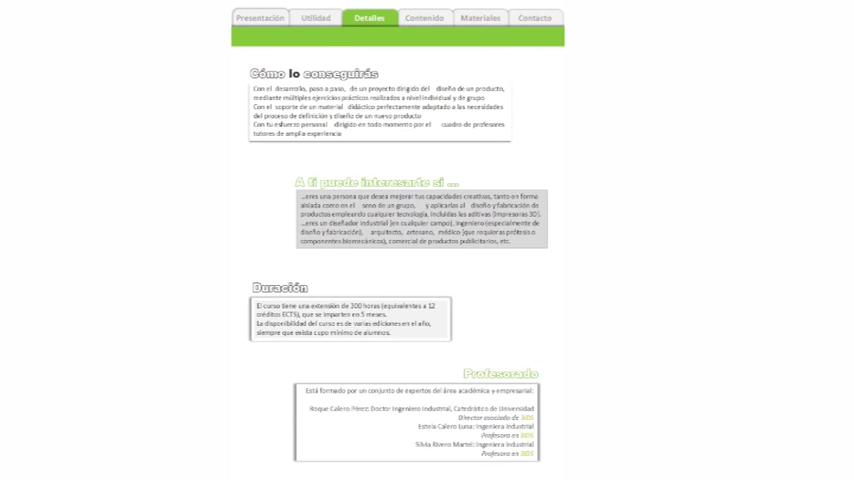 Presentación Utilidad Detalles Contenido Materiales Contacto
Cómo lo conseguirás
Con el desarrollo, paso a paso, de un proyecto dirigido del diseño de un producto,
mediante múltiples ejercicios prácticos realizados a nivel individual y de grupo
Con el soporte de un material didáctico perfectamente adaptado a las necesidades
del proceso de definición y diseño de un nuevo producto
Con tu esfuerzo personal dirigido en todo momento por el cuadro de profesores
tutores de amplia experiencia
A ti puede interesarte si ...
...eres una persona que desea mejorar tus capacidades creativas, tanto en forma
aislada como en el seno de un grupo, y aplicarlas al diseño y fabricación de
productos empleando cualquier tecnología, incluidas las aditivas (impresoras 3D).
...eres un diseñador industrial (en cualquier campo), ingeniero (especialmente de
diseño y fabricación), arquitecto, artesano, médico (que requieras prótesis o
componentes biomecánicos), comercial de productos publicitarios, etc.
Duración
El curso tiene una extensión de 300 horas (equivalentes a 12
créditos ECTS), que se imparten en 5 meses.
La disponibilidad del curso es de varias ediciones en el año,
siempre que exista cupo mínimo de alumnos.
Profesorado
Está formado por un conjunto de expertos del área académica y empresarial:
Roque Calero Pérez: Doctor Ingeniero Industrial, Catedrático de Universidad
Director asociado de
Estela Calero Luna: Ingeniera Industrial
Profesora en
Silvia Rivero Martel: Ingeniera Industrial
Profesora en